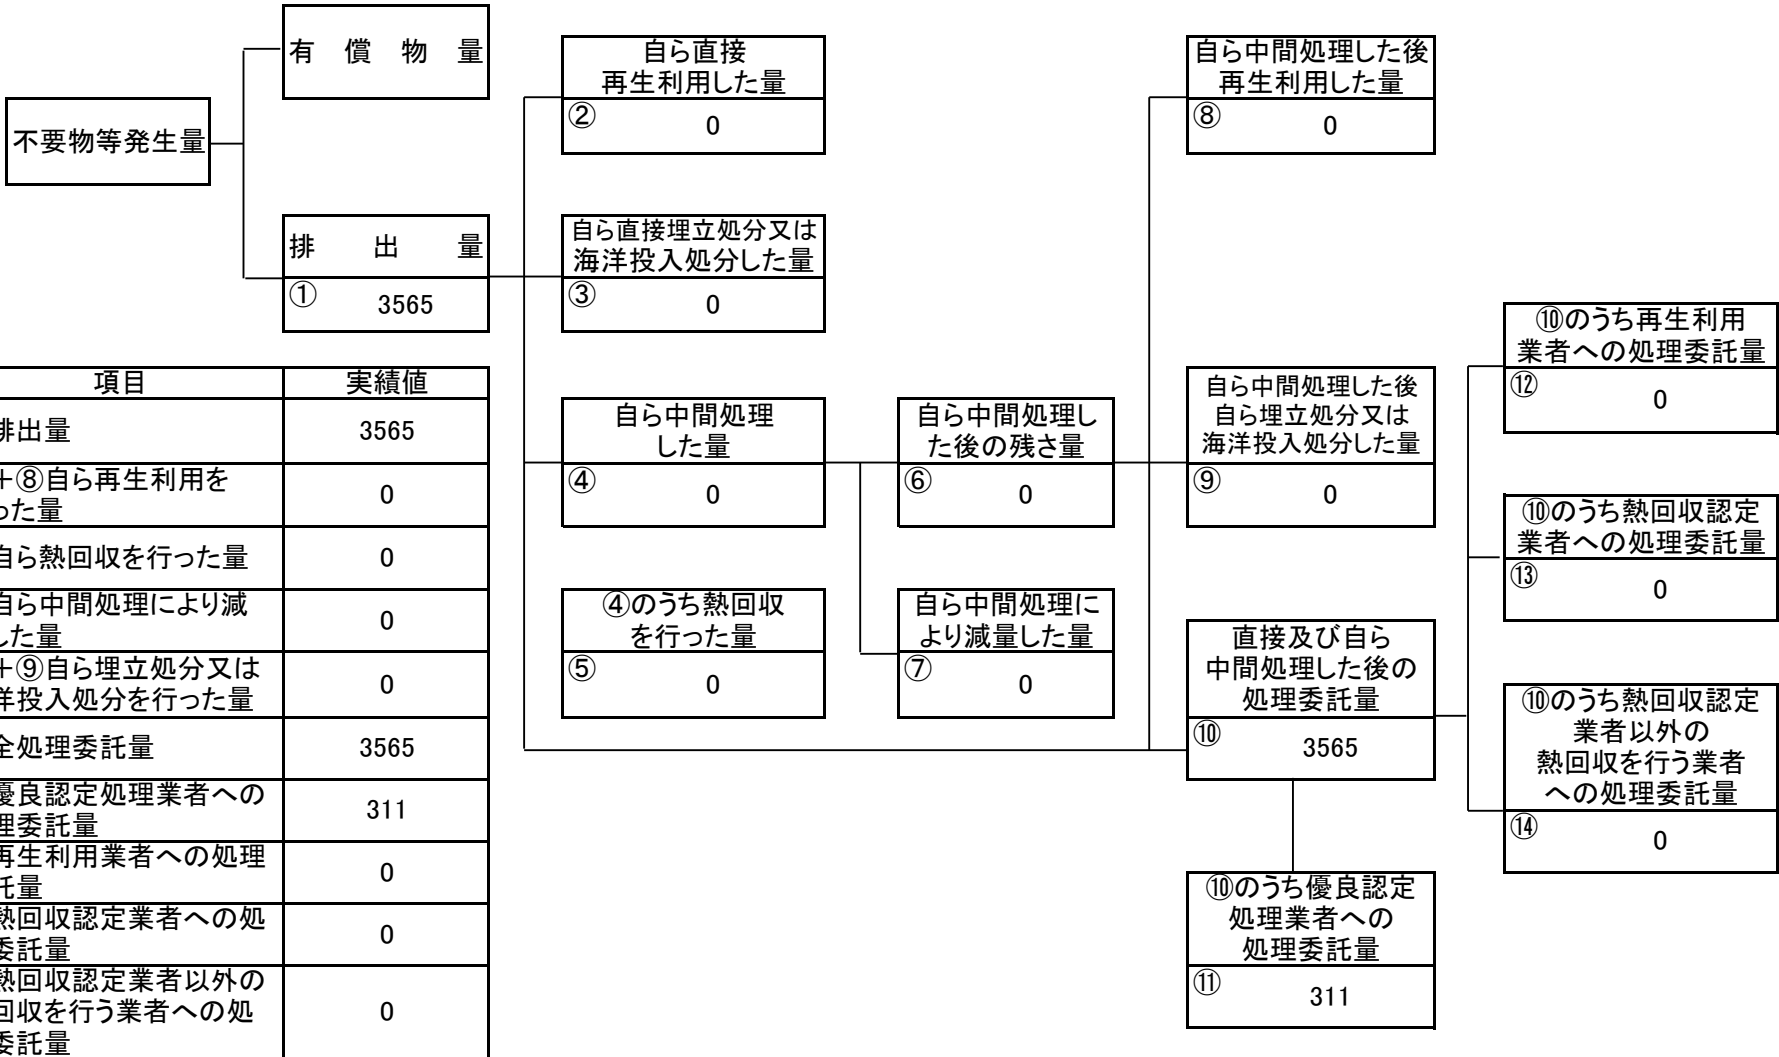 有 償 物 量
不要物等発生量
排 出 量
① 3565
自ら直接
再生利用した量
② 0
自ら直接埋立処分又は
海洋投入処分した量
③ 0
自ら中間処理
した量
④ 0
④のうち熱回収
を行った量
⑤ 0
自ら中間処理し
た後の残さ量
⑥ 0
自ら中間処理に
より減量した量
⑦ 0
自ら中間処理した後
再生利用した量
⑧ 0
自ら中間処理した後
自ら埋立処分又は
海洋投入処分した量
⑨ 0
直接及び自ら
中間処理した後の
処理委託量
⑩ 3565
⑩のうち優良認定
処理業者への
処理委託量
⑪ 311
⑩のうち再生利用
業者への処理委託量
⑫ 0
⑩のうち熱回収認定
業者への処理委託量
⑬ 0
⑩のうち熱回収認定
業者以外の
熱回収を行う業者
への処理委託量
⑭ 0
項目 実績値
排出量 3565
+⑧自ら再生利用を
った量 0
自ら熱回収を行った量 0
自ら中間処理により減
した量 0
+⑨自ら埋立処分又は
洋投入処分を行った量 0
全処理委託量 3565
優良認定処理業者への
理委託量 311
再生利用業者への処理
託量 0
熱回収認定業者への処
委託量 0
熱回収認定業者以外の
回収を行う業者への処
委託量 0